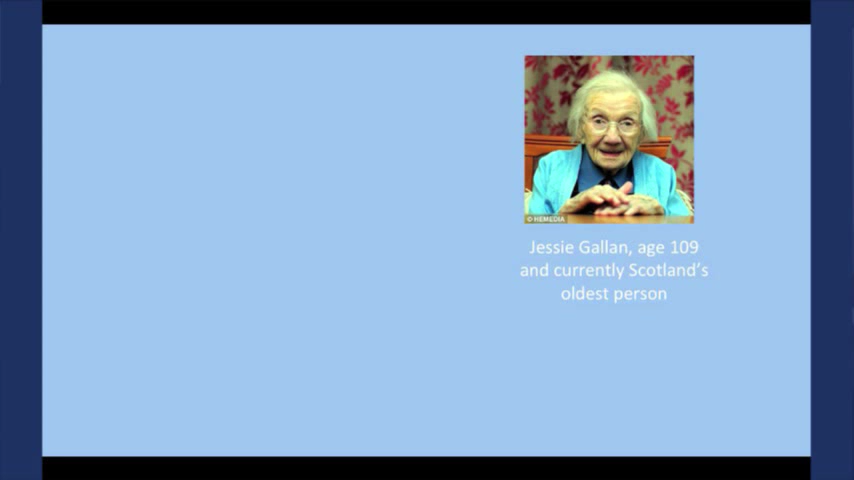 © HEMEDIA
Jessie Gallan, age 109
and currently Scotland's
oldest person